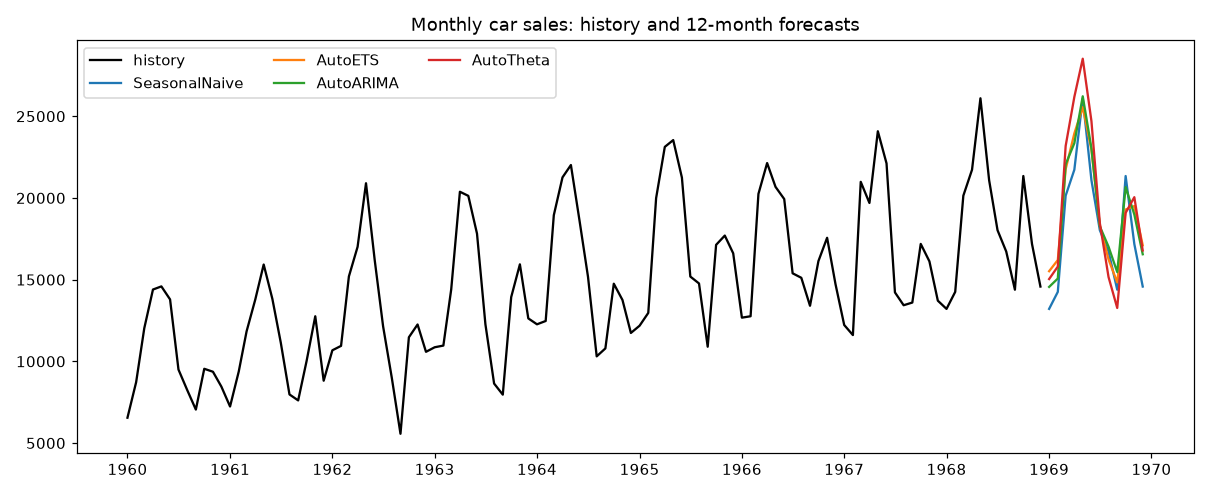 Monthly car sales: history and 12-month forecasts
history
SeasonalNaive
AutoETS
AutoARIMA
AutoTheta
25000
20000
15000
10000
5000
1960 1961 1962 1963 1964 1965 1966 1967 1968 1969 1970